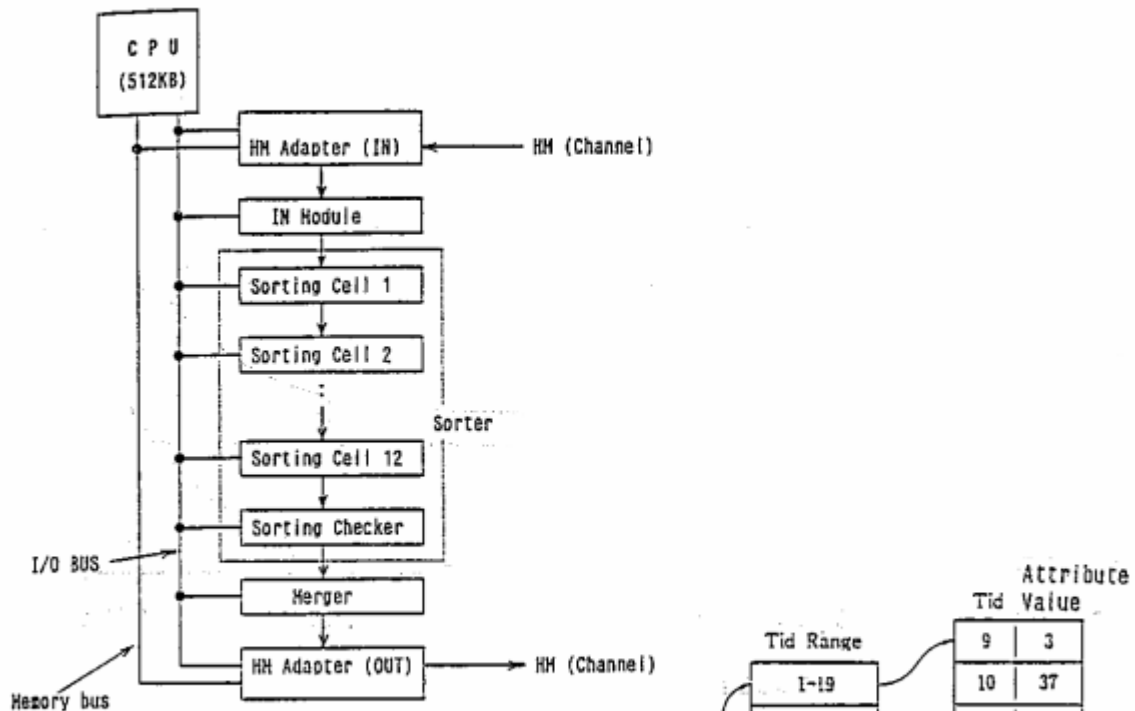 C P U
(512KB)
HM Adapter (IN)
HM (Channel)
IN Module
Sorting Cell 1
Sorting Cell 2
Sorter
Sorting Cell 12
Sorting Checker
I/O BUS
Merger
HM Adapter (OUT)
HM (Channel)
Memory bus
Attribute
Tid Value
Tid Range
9 3
1-19
10 37